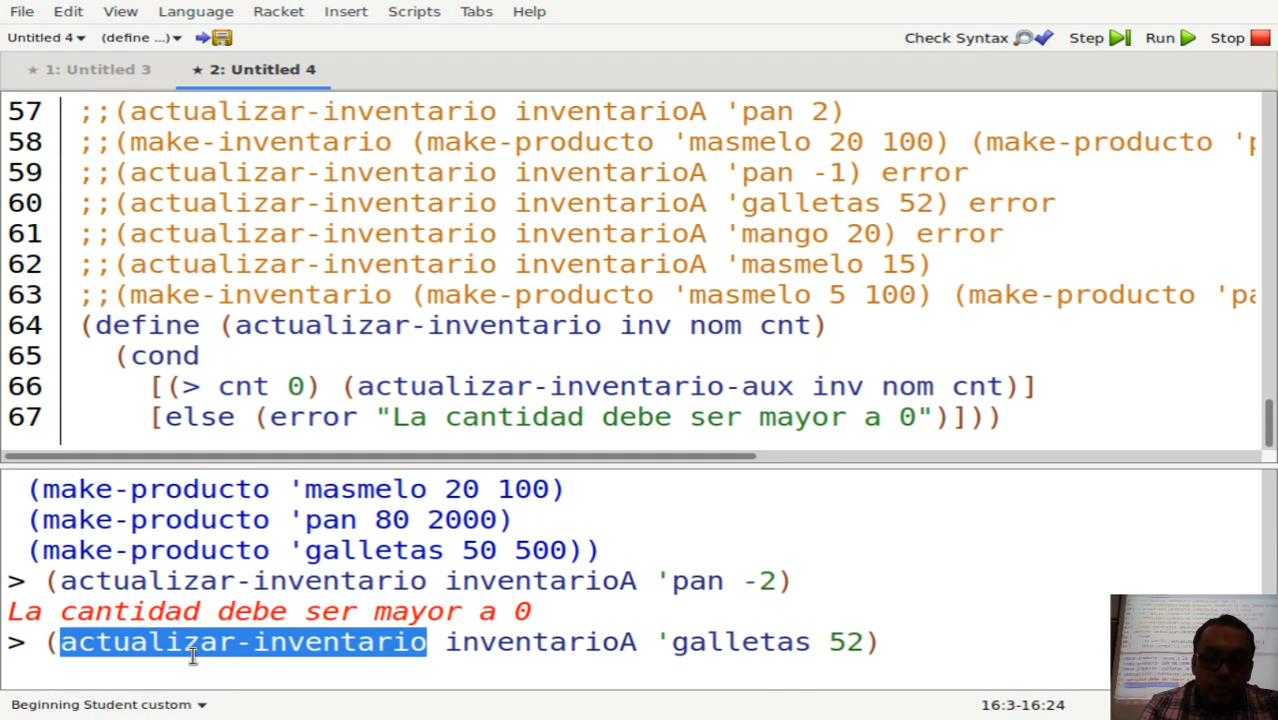 File Edit View Language Racket Insert Scripts Tabs Help
Untitled 4 (define ...) Check Syntax Step Run Stop
★ 1: Untitled 3 ★ 2: Untitled 4
57 ;;(actualizar-inventario inventarioA 'pan 2)
58 ;;(make-inventario (make-producto 'masmelo 20 100) (make-producto 'p
59 ;;(actualizar-inventario inventarioA 'pan -1) error
60 ;;(actualizar-inventario inventarioA 'galletas 52) error
61 ;;(actualizar-inventario inventarioA 'mango 20) error
62 ;;(actualizar-inventario inventarioA 'masmelo 15)
63 ;;(make-inventario (make-producto 'masmelo 5 100) (make-producto 'pa
64 (define (actualizar-inventario inv nom cnt)
65 (cond
66 [(> cnt 0) (actualizar-inventario-aux inv nom cnt)]
67 [else (error "La cantidad debe ser mayor a 0")]))
(make-producto 'masmelo 20 100)
(make-producto 'pan 80 2000)
(make-producto 'galletas 50 500))
> (actualizar-inventario inventarioA 'pan -2)
La cantidad debe ser mayor a 0
> (actualizar-inventario inventarioA 'galletas 52)
Beginning Student custom 16:3-16:24